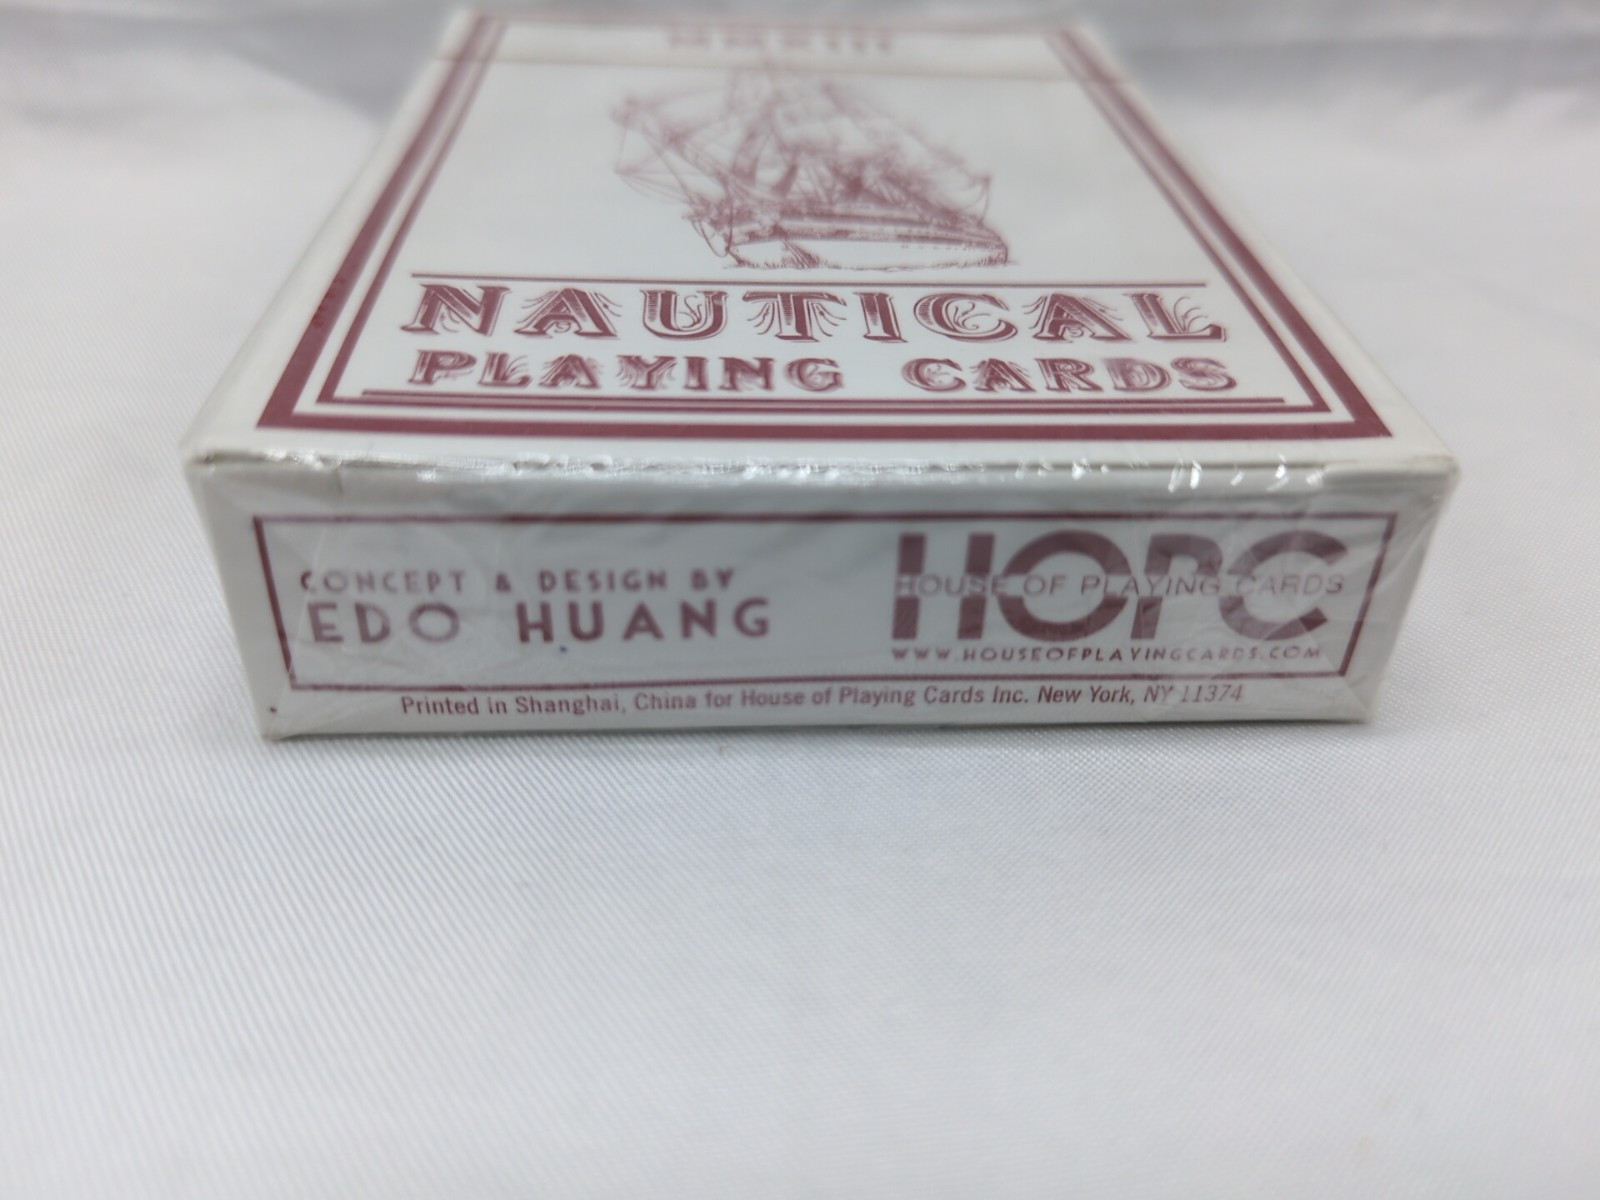 MMXIII
NAUTICAL
PLAYING CARDS
CONCEPT & DESIGN BY
EDO HUANG
HOPC
HOUSE OF PLAYING CARDS
WWW.HOUSEOFPLAYINGCARDS.COM
Printed in Shanghai, China for House of Playing Cards Inc. New York, NY 11374